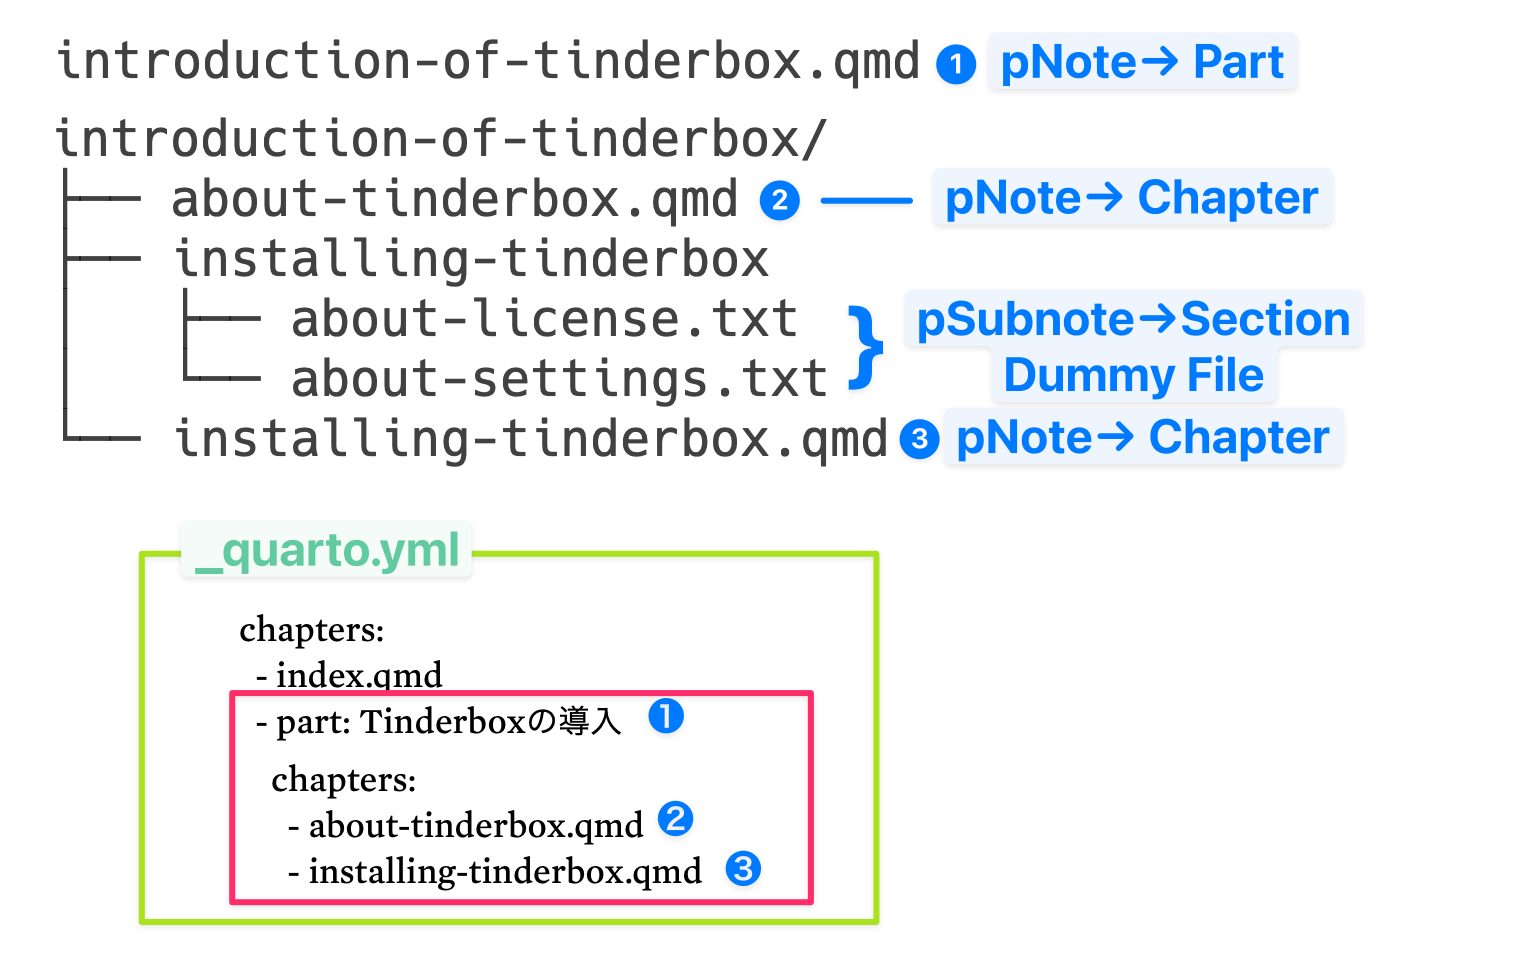 introduction-of-tinderbox.qmd ❶ pNote→ Part
introduction-of-tinderbox/
├── about-tinderbox.qmd ❷ pNote→ Chapter
├── installing-tinderbox
│   ├── about-license.txt } pSubnote→Section
│   └── about-settings.txt Dummy File
└── installing-tinderbox.qmd ❸ pNote→ Chapter
_quarto.yml
chapters:
- index.qmd
- part: Tinderboxの導入 ❶
chapters:
- about-tinderbox.qmd ❷
- installing-tinderbox.qmd ❸